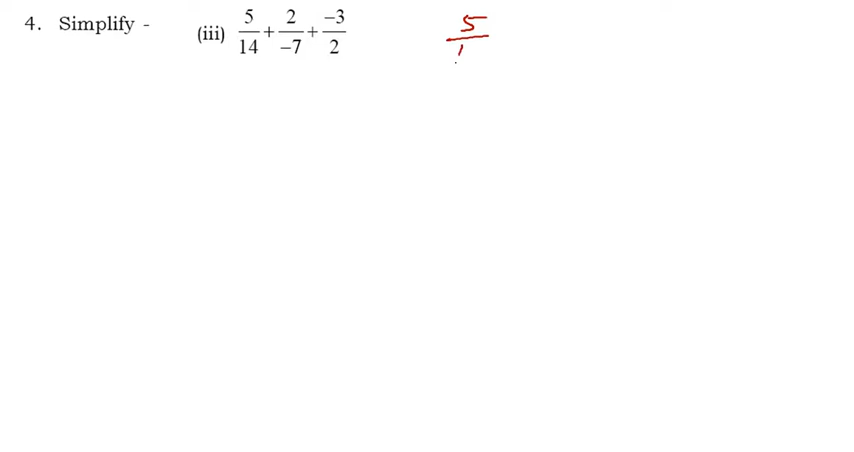 4. Simplify - (iii) 5/14 + 2/-7 + -3/2 5/1